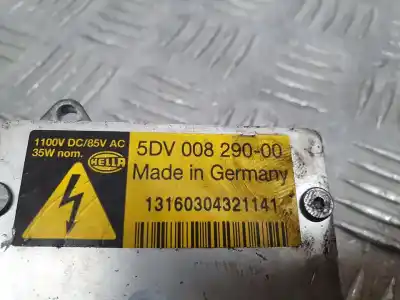 1100V DC/85V AC
35W nom.
HELLA
5DV 008 290-00
Made in Germany
13160304321141